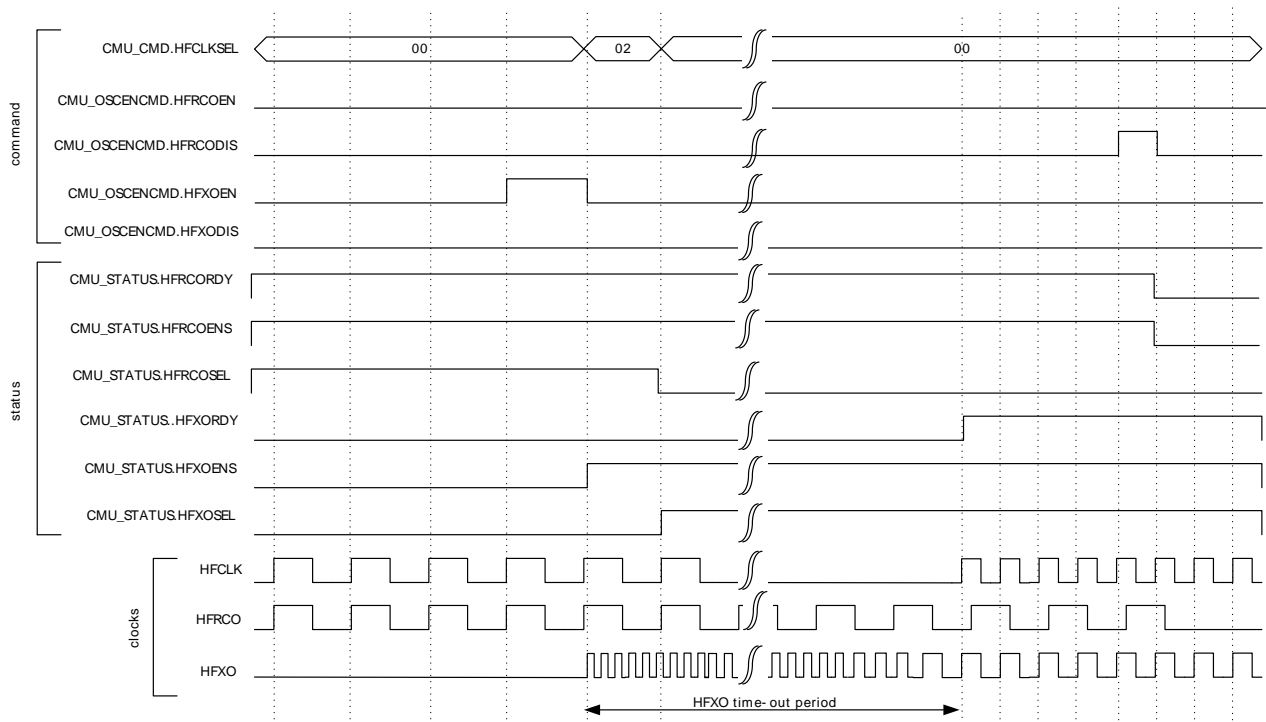 command
CMU_CMD.HFCLKSEL 00 02 00
CMU_OSCENCMD.HFRCOEN
CMU_OSCENCMD.HFRCODIS
CMU_OSCENCMD.HFXOEN
CMU_OSCENCMD.HFXODIS
status
CMU_STATUS.HFRCORDY
CMU_STATUS.HFRCOENS
CMU_STATUS.HFRCOSEL
CMU_STATUS..HFXORDY
CMU_STATUS.HFXOENS
CMU_STATUS.HFXOSEL
clocks
HFCLK
HFRCO
HFXO
HFXO time-out period